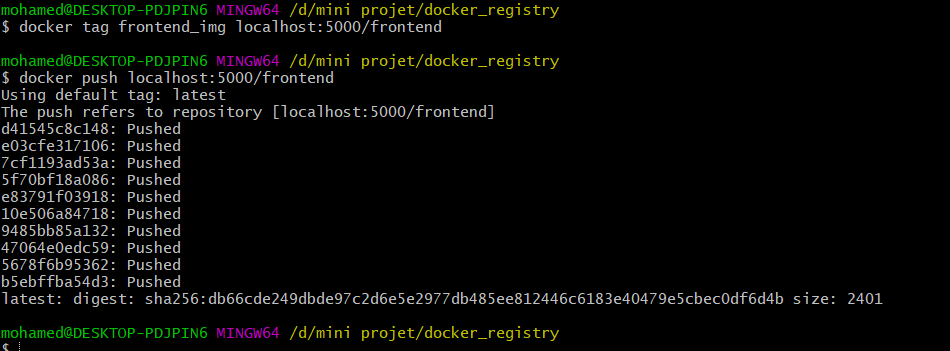 mohamed@DESKTOP-PDJPIN6 MINGW64 /d/mini projet/docker_registry
$ docker tag frontend_img localhost:5000/frontend
mohamed@DESKTOP-PDJPIN6 MINGW64 /d/mini projet/docker_registry
$ docker push localhost:5000/frontend
Using default tag: latest
The push refers to repository [localhost:5000/frontend]
d41545c8c148: Pushed
e03cfe317106: Pushed
7cf1193ad53a: Pushed
5f70bf18a086: Pushed
e83791f03918: Pushed
10e506a84718: Pushed
9485bb85a132: Pushed
47064e0edc59: Pushed
5678f6b95362: Pushed
b5ebffba54d3: Pushed
latest: digest: sha256:db66cde249dbde97c2d6e5e2977db485ee812446c6183e40479e5cbec0df6d4b size: 2401
mohamed@DESKTOP-PDJPIN6 MINGW64 /d/mini projet/docker_registry
$